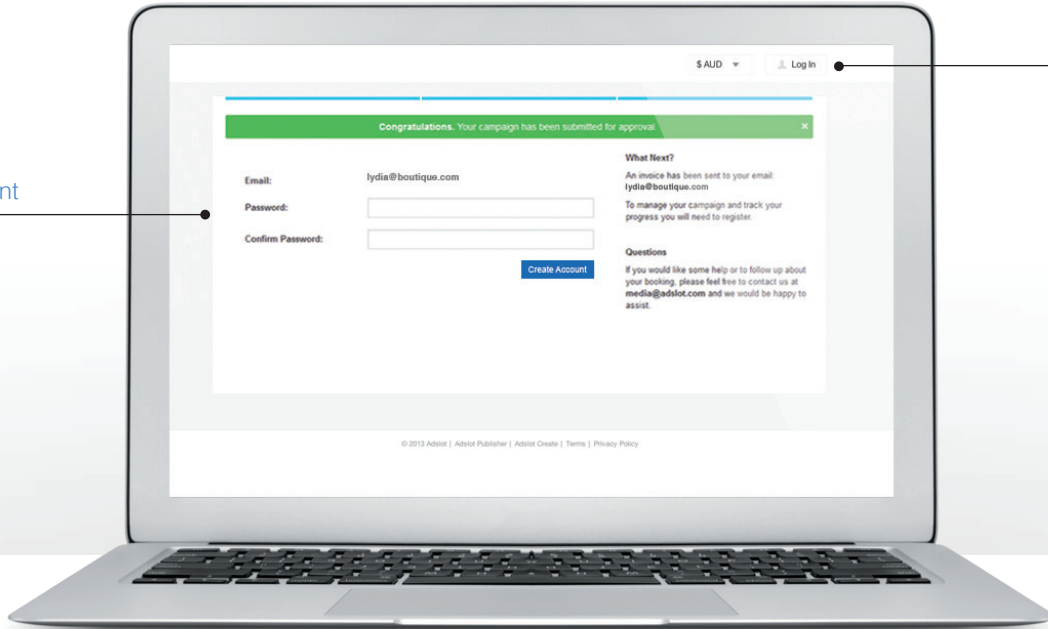 $ AUD
Log In
Congratulations. Your campaign has been submitted for approval ×
nt
Email: lydia@boutique.com
Password:
Confirm Password:
Create Account
What Next?
An invoice has been sent to your email:
lydia@boutique.com
To manage your campaign and track your
progress you will need to register.
Questions
If you would like some help or to follow up about
your booking, please feel free to contact us at
media@adslot.com and we would be happy to
assist.
© 2013 Adslot | Adslot Publisher | Adslot Create | Terms | Privacy Policy